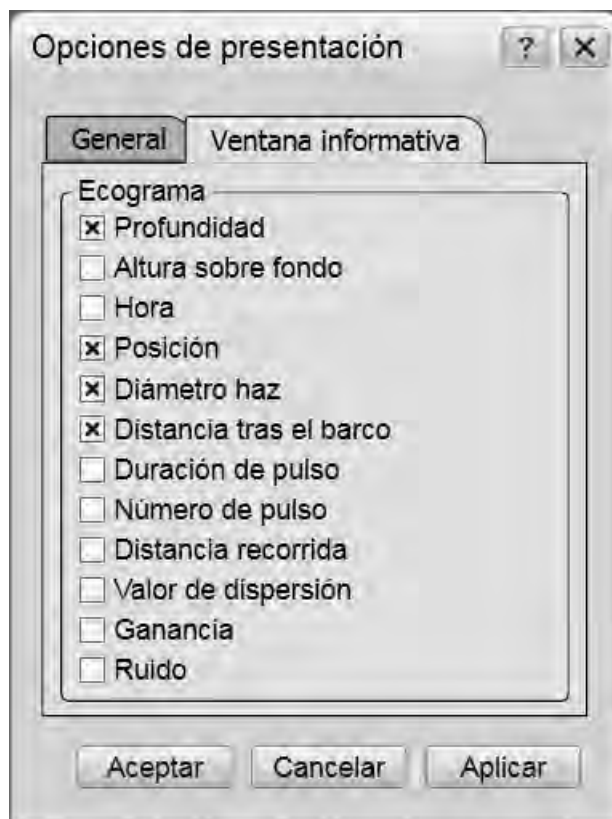 Opciones de presentación ? X
General Ventana informativa
Ecograma
Profundidad
Altura sobre fondo
Hora
Posición
Diámetro haz
Distancia tras el barco
Duración de pulso
Número de pulso
Distancia recorrida
Valor de dispersión
Ganancia
Ruido
Aceptar Cancelar Aplicar